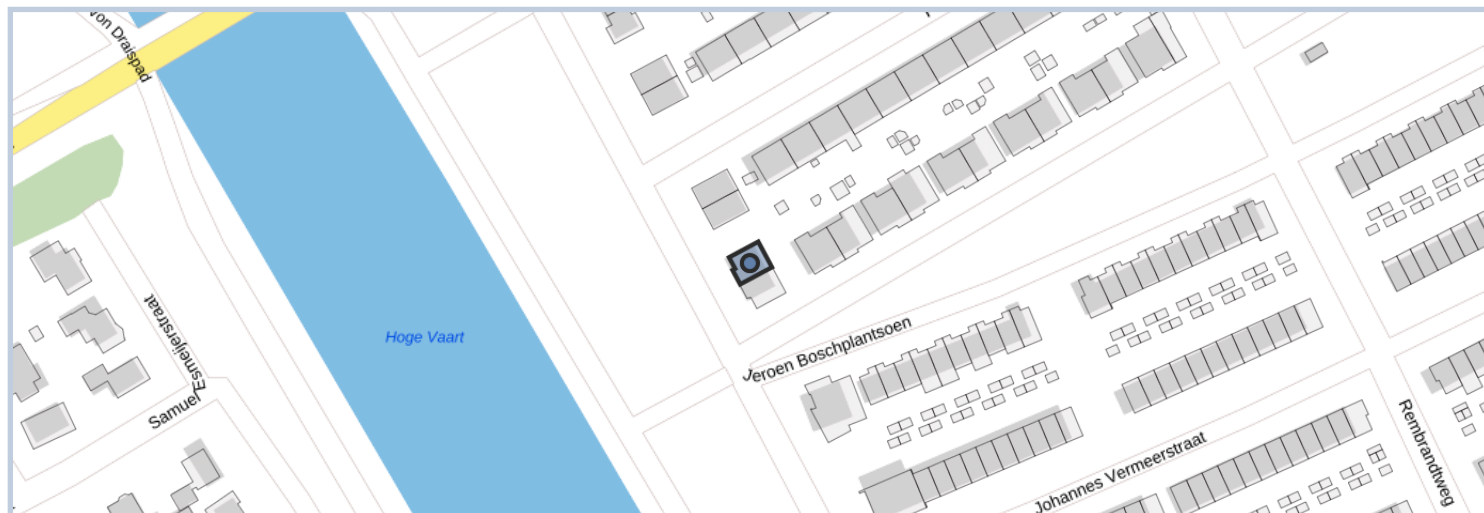 von Draispad
Hoge Vaart
Esmeijerstraat
Samuel
Jeroen Boschplantsoen
Johannes Vermeerstraat
Rembrandtweg